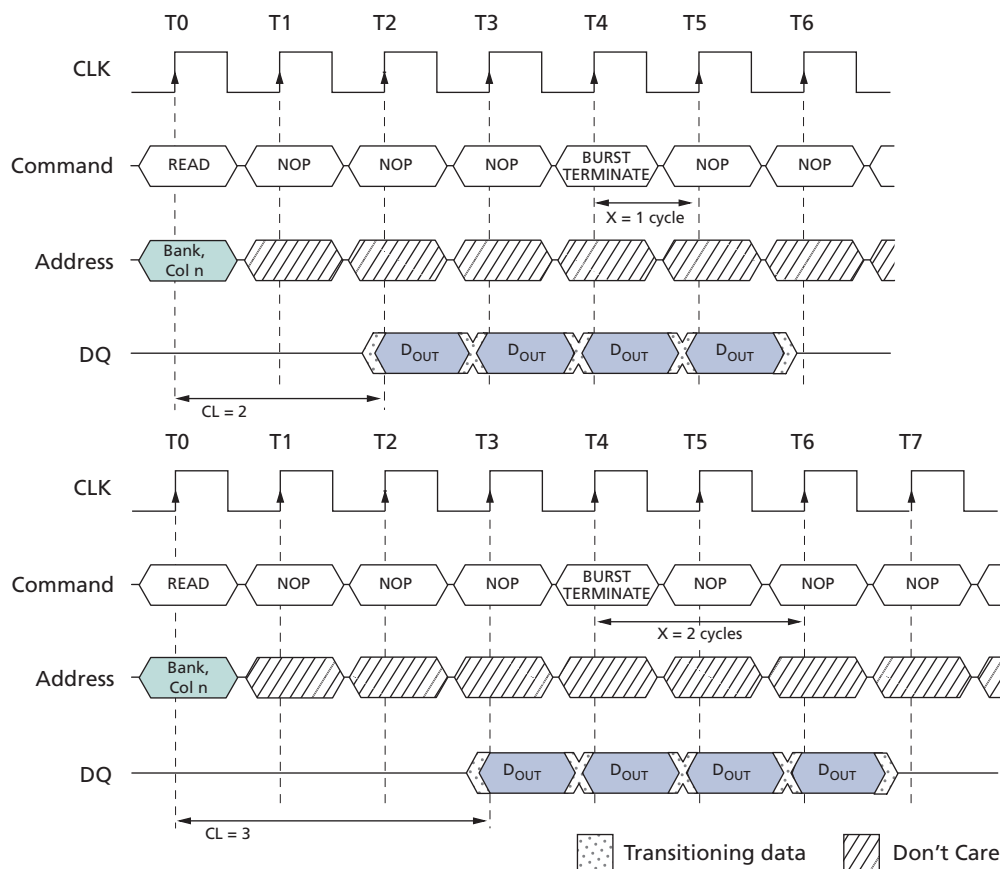 T0 T1 T2 T3 T4 T5 T6
CLK
Command READ NOP NOP NOP BURST TERMINATE NOP NOP
X = 1 cycle
Address Bank, Col n
DQ DOUT DOUT DOUT DOUT
CL = 2
T0 T1 T2 T3 T4 T5 T6 T7
CLK
Command READ NOP NOP NOP BURST TERMINATE NOP NOP NOP
X = 2 cycles
Address Bank, Col n
DQ DOUT DOUT DOUT DOUT
CL = 3
Transitioning data Don't Care